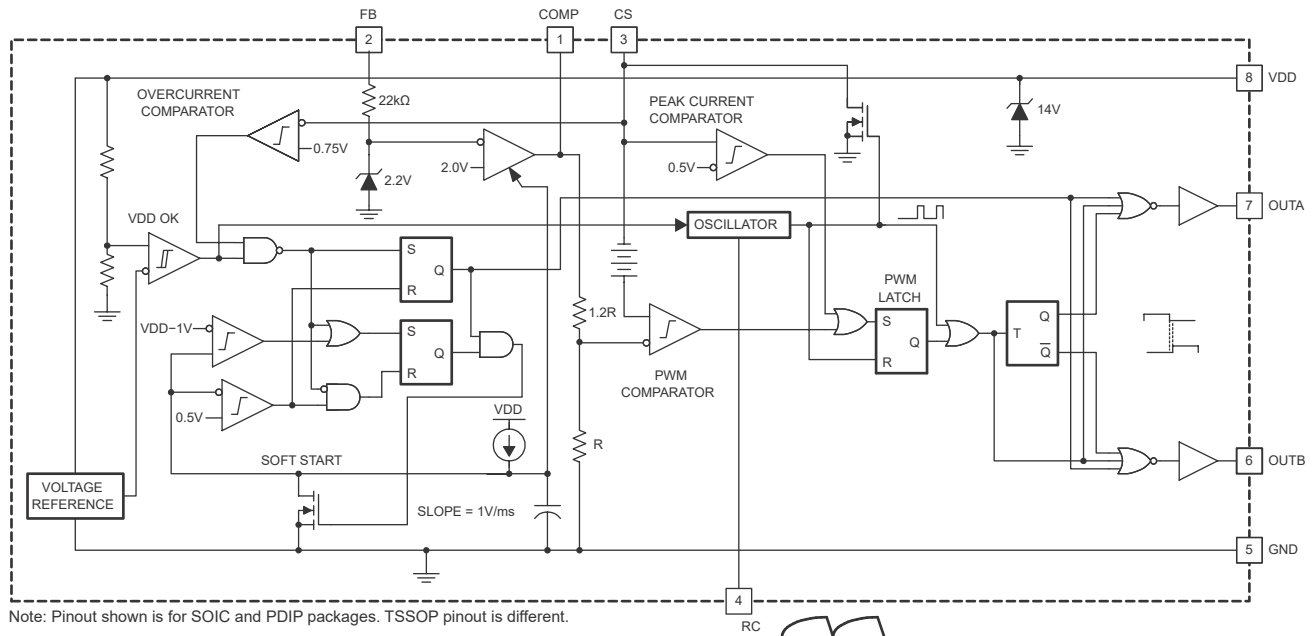 FB
COMP
CS
2
1
3
8
VDD
OVERCURRENT
COMPARATOR
22kΩ
PEAK CURRENT
COMPARATOR
14V
0.75V
2.0V
0.5V
2.2V
7
OUTA
VDD OK
OSCILLATOR
S
Q
R
PWM
LATCH
1.2R
S
Q
R
T
Q
Q̅
VDD−1V
S
Q
R
PWM
COMPARATOR
0.5V
VDD
R
SOFT START
6
OUTB
VOLTAGE
REFERENCE
SLOPE = 1V/ms
5
GND
4
RC
Note: Pinout shown is for SOIC and PDIP packages. TSSOP pinout is different.